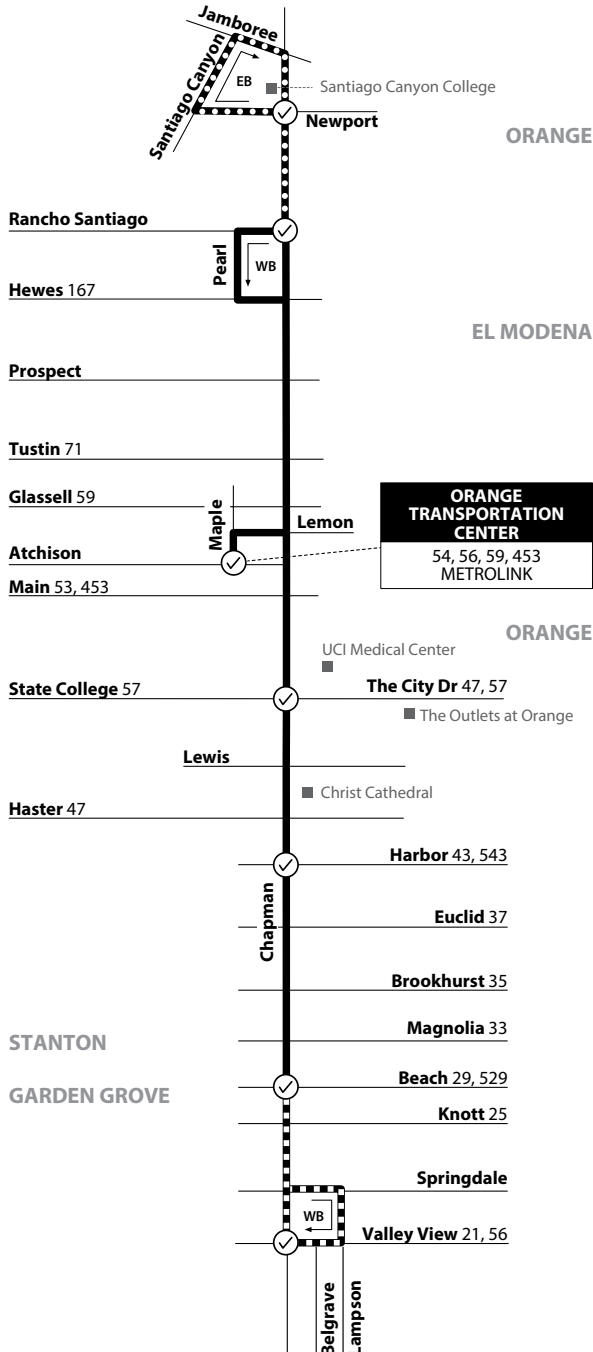 Jamboree
Santiago Canyon
EB
Santiago Canyon College
Newport
ORANGE
Rancho Santiago
Pearl
WB
Hewes 167
EL MODENA
Prospect
Tustin 71
Glassell 59
Maple
Lemon
ORANGE
TRANSPORTATION
CENTER
54, 56, 59, 453
METROLINK
Atchison
Main 53, 453
ORANGE
UCI Medical Center
State College 57
The City Dr 47, 57
The Outlets at Orange
Lewis
Christ Cathedral
Haster 47
Harbor 43, 543
Chapman
Euclid 37
Brookhurst 35
Magnolia 33
STANTON
Beach 29, 529
GARDEN GROVE
Knott 25
Springdale
WB
Valley View 21, 56
Belgrave
Lampson